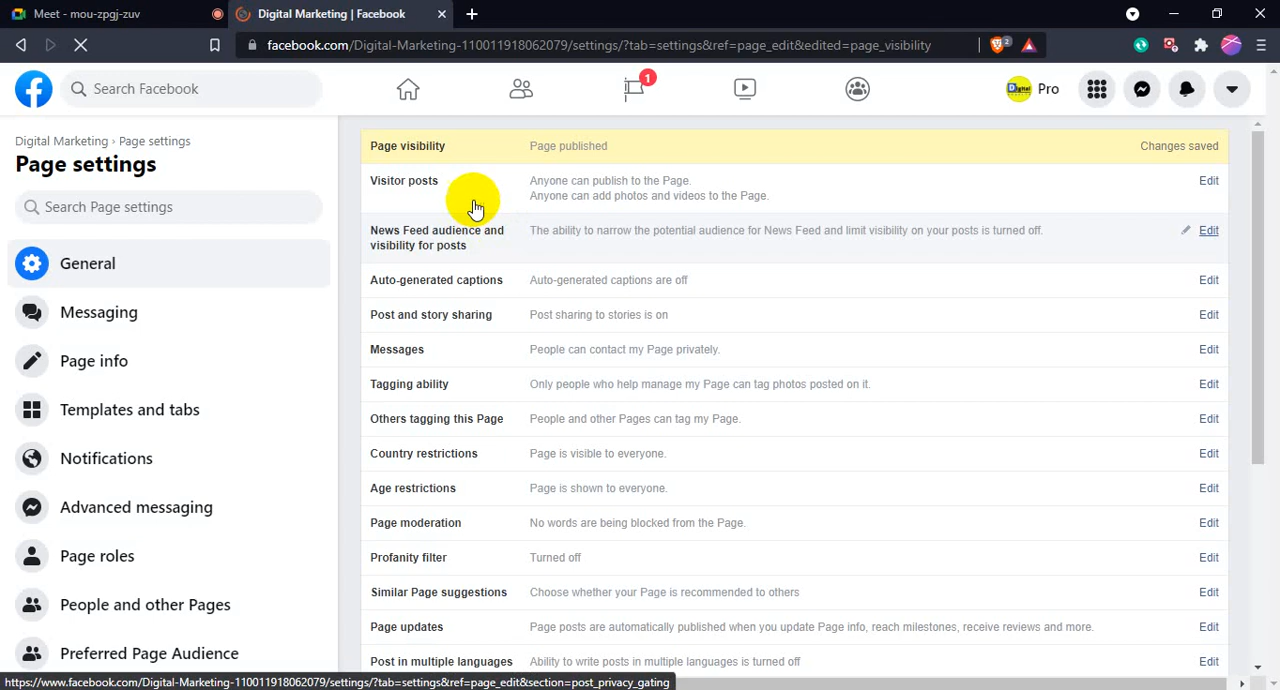 Meet - mou-zpgj-zuv
Digital Marketing | Facebook
facebook.com/Digital-Marketing-110011918062079/settings/?tab=settings&ref=page_edit&edited=page_visibility
2
Search Facebook
1
Digital
Pro
Digital Marketing › Page settings
Page settings
Search Page settings
General
Messaging
Page info
Templates and tabs
Notifications
Advanced messaging
Page roles
People and other Pages
Preferred Page Audience
Page visibility Page published Changes saved
Visitor posts Anyone can publish to the Page. Edit
Anyone can add photos and videos to the Page.
News Feed audience and The ability to narrow the potential audience for News Feed and limit visibility on your posts is turned off. Edit
visibility for posts
Auto-generated captions Auto-generated captions are off Edit
Post and story sharing Post sharing to stories is on Edit
Messages People can contact my Page privately. Edit
Tagging ability Only people who help manage my Page can tag photos posted on it. Edit
Others tagging this Page People and other Pages can tag my Page. Edit
Country restrictions Page is visible to everyone. Edit
Age restrictions Page is shown to everyone. Edit
Page moderation No words are being blocked from the Page. Edit
Profanity filter Turned off Edit
Similar Page suggestions Choose whether your Page is recommended to others Edit
Page updates Page posts are automatically published when you update Page info, reach milestones, receive reviews and more. Edit
Post in multiple languages Ability to write posts in multiple languages is turned off Edit
https://www.facebook.com/Digital-Marketing-110011918062079/settings/?tab=settings&ref=page_edit&section=post_privacy_gating